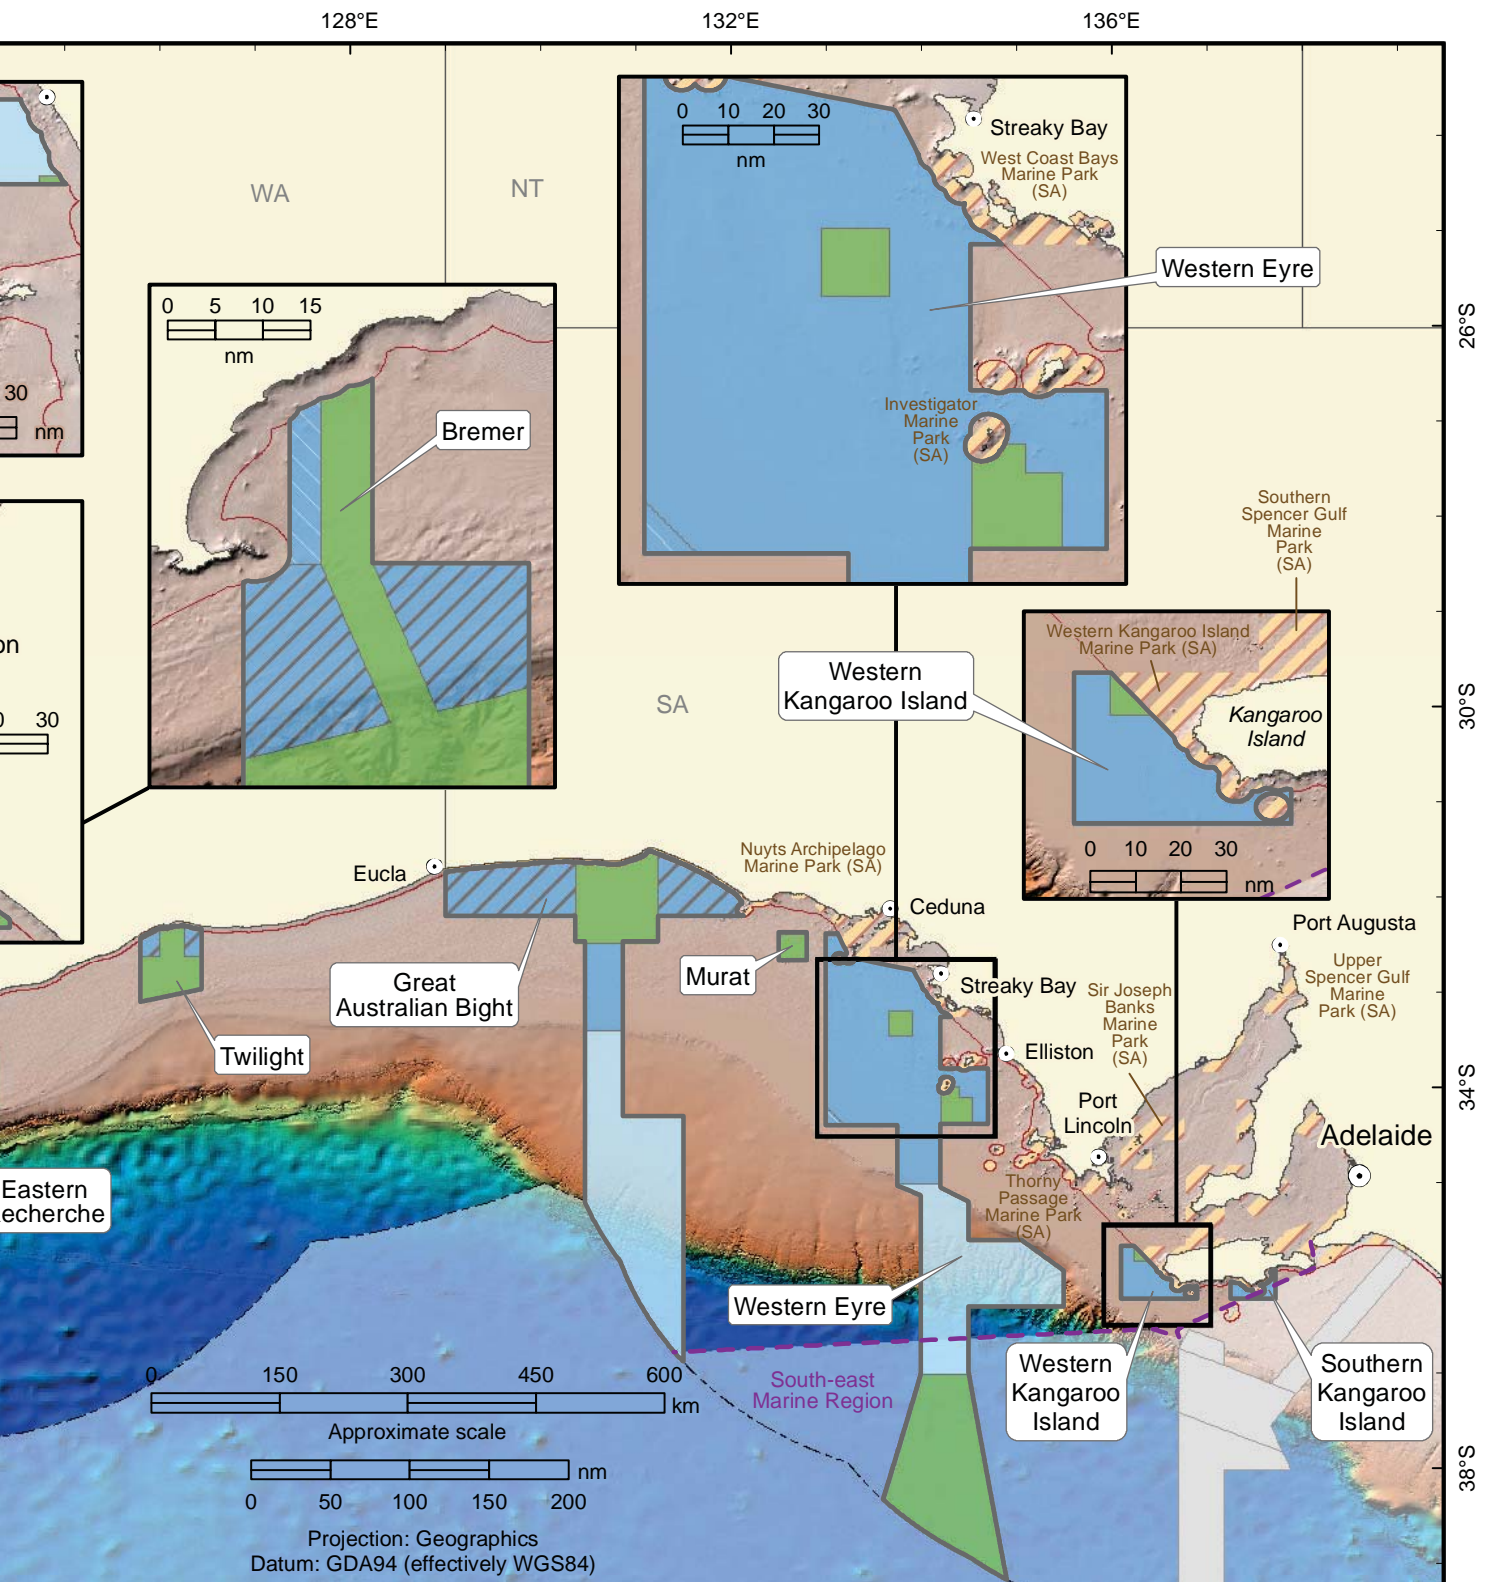 128°E
132°E
136°E
26°S
30°S
34°S
38°S
WA
NT
SA
30
nm
30
0 5 10 15
nm
Bremer
0 10 20 30
nm
Streaky Bay
West Coast Bays
Marine Park
(SA)
Western Eyre
Investigator
Marine
Park
(SA)
Southern
Spencer Gulf
Marine
Park
(SA)
Western Kangaroo Island
Marine Park (SA)
Kangaroo
Island
0 10 20 30
nm
Western
Kangaroo Island
Eucla
Nuyts Archipelago
Marine Park (SA)
Ceduna
Port Augusta
Great
Australian Bight
Murat
Streaky Bay
Sir Joseph
Banks
Marine
Park
(SA)
Upper
Spencer Gulf
Marine
Park (SA)
Twilight
Elliston
Port
Lincoln
Adelaide
Eastern
Thorny
Passage
Marine Park
(SA)
Western Eyre
South-east
Marine Region
Western
Kangaroo
Island
Southern
Kangaroo
Island
0 150 300 450 600
km
Approximate scale
nm
0 50 100 150 200
Projection: Geographics
Datum: GDA94 (effectively WGS84)